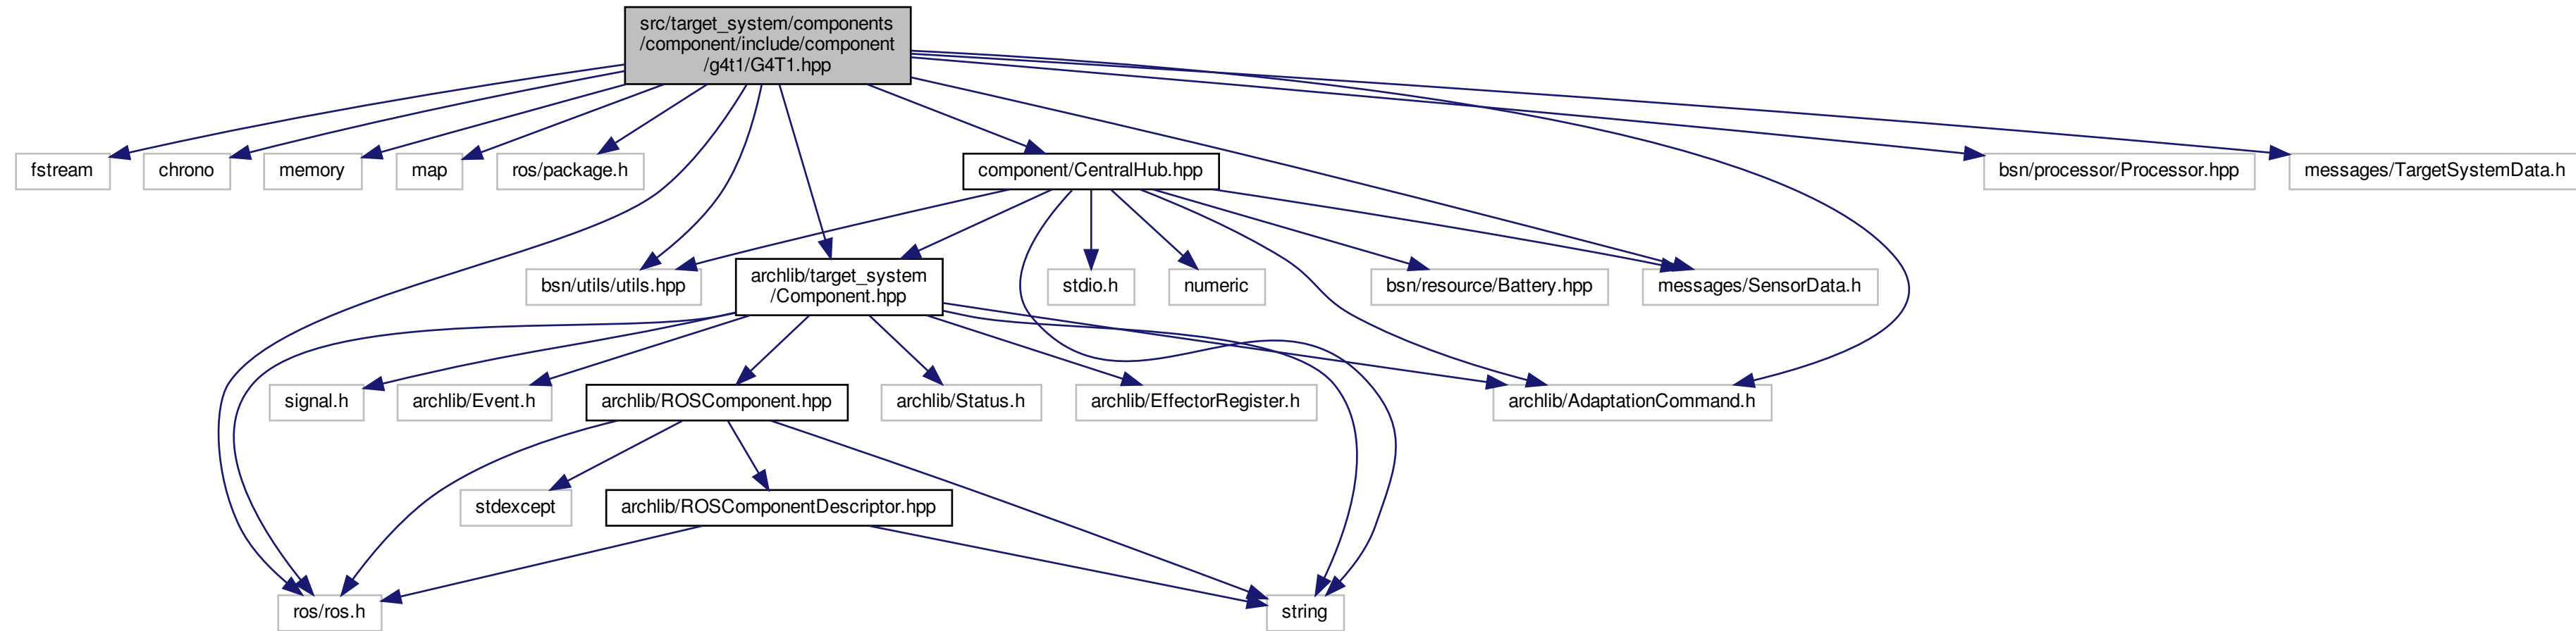 src/target_system/components
/component/include/component
/g4t1/G4T1.hpp
fstream
chrono
memory
map
ros/package.h
component/CentralHub.hpp
bsn/processor/Processor.hpp
messages/TargetSystemData.h
bsn/utils/utils.hpp
archlib/target_system
/Component.hpp
stdio.h
numeric
bsn/resource/Battery.hpp
messages/SensorData.h
signal.h
archlib/Event.h
archlib/ROSComponent.hpp
archlib/Status.h
archlib/EffectorRegister.h
archlib/AdaptationCommand.h
stdexcept
archlib/ROSComponentDescriptor.hpp
ros/ros.h
string